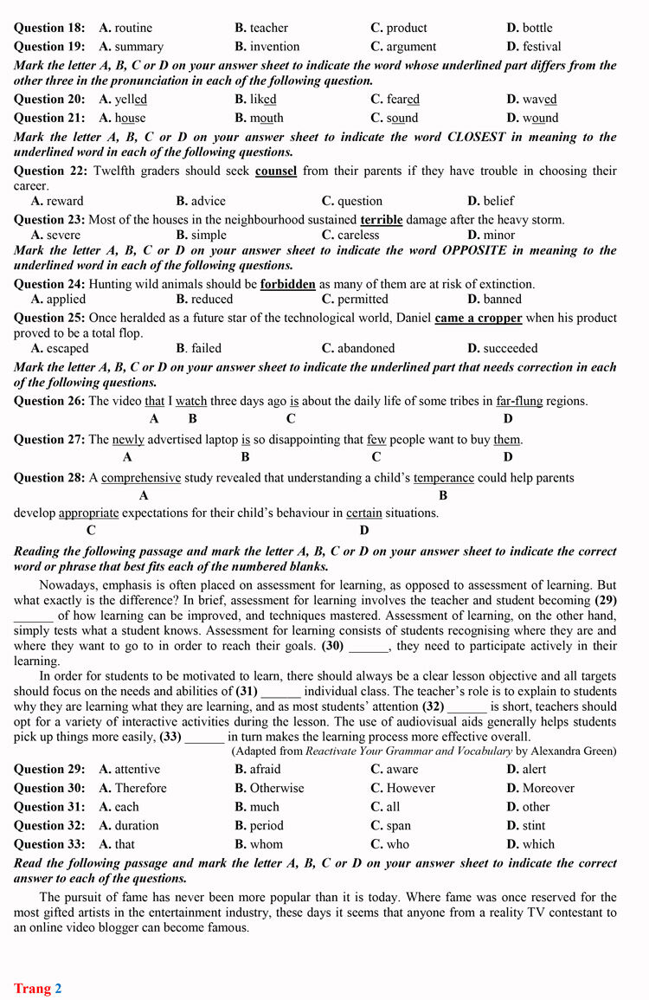 Question 18: A. routine B. teacher C. product D. bottle
Question 19: A. summary B. invention C. argument D. festival
Mark the letter A, B, C or D on your answer sheet to indicate the word whose underlined part differs from the
other three in the pronunciation in each of the following question.
Question 20: A. yelled B. liked C. feared D. waved
Question 21: A. house B. mouth C. sound D. wound
Mark the letter A, B, C or D on your answer sheet to indicate the word CLOSEST in meaning to the
underlined word in each of the following questions.
Question 22: Twelfth graders should seek counsel from their parents if they have trouble in choosing their
career.
A. reward B. advice C. question D. belief
Question 23: Most of the houses in the neighbourhood sustained terrible damage after the heavy storm.
A. severe B. simple C. careless D. minor
Mark the letter A, B, C or D on your answer sheet to indicate the word OPPOSITE in meaning to the
underlined word in each of the following questions.
Question 24: Hunting wild animals should be forbidden as many of them are at risk of extinction.
A. applied B. reduced C. permitted D. banned
Question 25: Once heralded as a future star of the technological world, Daniel came a cropper when his product
proved to be a total flop.
A. escaped B. failed C. abandoned D. succeeded
Mark the letter A, B, C or D on your answer sheet to indicate the underlined part that needs correction in each
of the following questions.
Question 26: The video that I watch three days ago is about the daily life of some tribes in far-flung regions.
A B C D
Question 27: The newly advertised laptop is so disappointing that few people want to buy them.
A B C D
Question 28: A comprehensive study revealed that understanding a child's temperance could help parents
A B
develop appropriate expectations for their child's behaviour in certain situations.
C D
Reading the following passage and mark the letter A, B, C or D on your answer sheet to indicate the correct
word or phrase that best fits each of the numbered blanks.
Nowadays, emphasis is often placed on assessment for learning, as opposed to assessment of learning. But
what exactly is the difference? In brief, assessment for learning involves the teacher and student becoming (29)
______ of how learning can be improved, and techniques mastered. Assessment of learning, on the other hand,
simply tests what a student knows. Assessment for learning consists of students recognising where they are and
where they want to go to in order to reach their goals. (30) ______, they need to participate actively in their
learning.
In order for students to be motivated to learn, there should always be a clear lesson objective and all targets
should focus on the needs and abilities of (31) ______ individual class. The teacher's role is to explain to students
why they are learning what they are learning, and as most students' attention (32) ______ is short, teachers should
opt for a variety of interactive activities during the lesson. The use of audiovisual aids generally helps students
pick up things more easily, (33) ______ in turn makes the learning process more effective overall.
(Adapted from Reactivate Your Grammar and Vocabulary by Alexandra Green)
Question 29: A. attentive B. afraid C. aware D. alert
Question 30: A. Therefore B. Otherwise C. However D. Moreover
Question 31: A. each B. much C. all D. other
Question 32: A. duration B. period C. span D. stint
Question 33: A. that B. whom C. who D. which
Read the following passage and mark the letter A, B, C or D on your answer sheet to indicate the correct
answer to each of the questions.
The pursuit of fame has never been more popular than it is today. Where fame was once reserved for the
most gifted artists in the entertainment industry, these days it seems that anyone from a reality TV contestant to
an online video blogger can become famous.
Trang 2